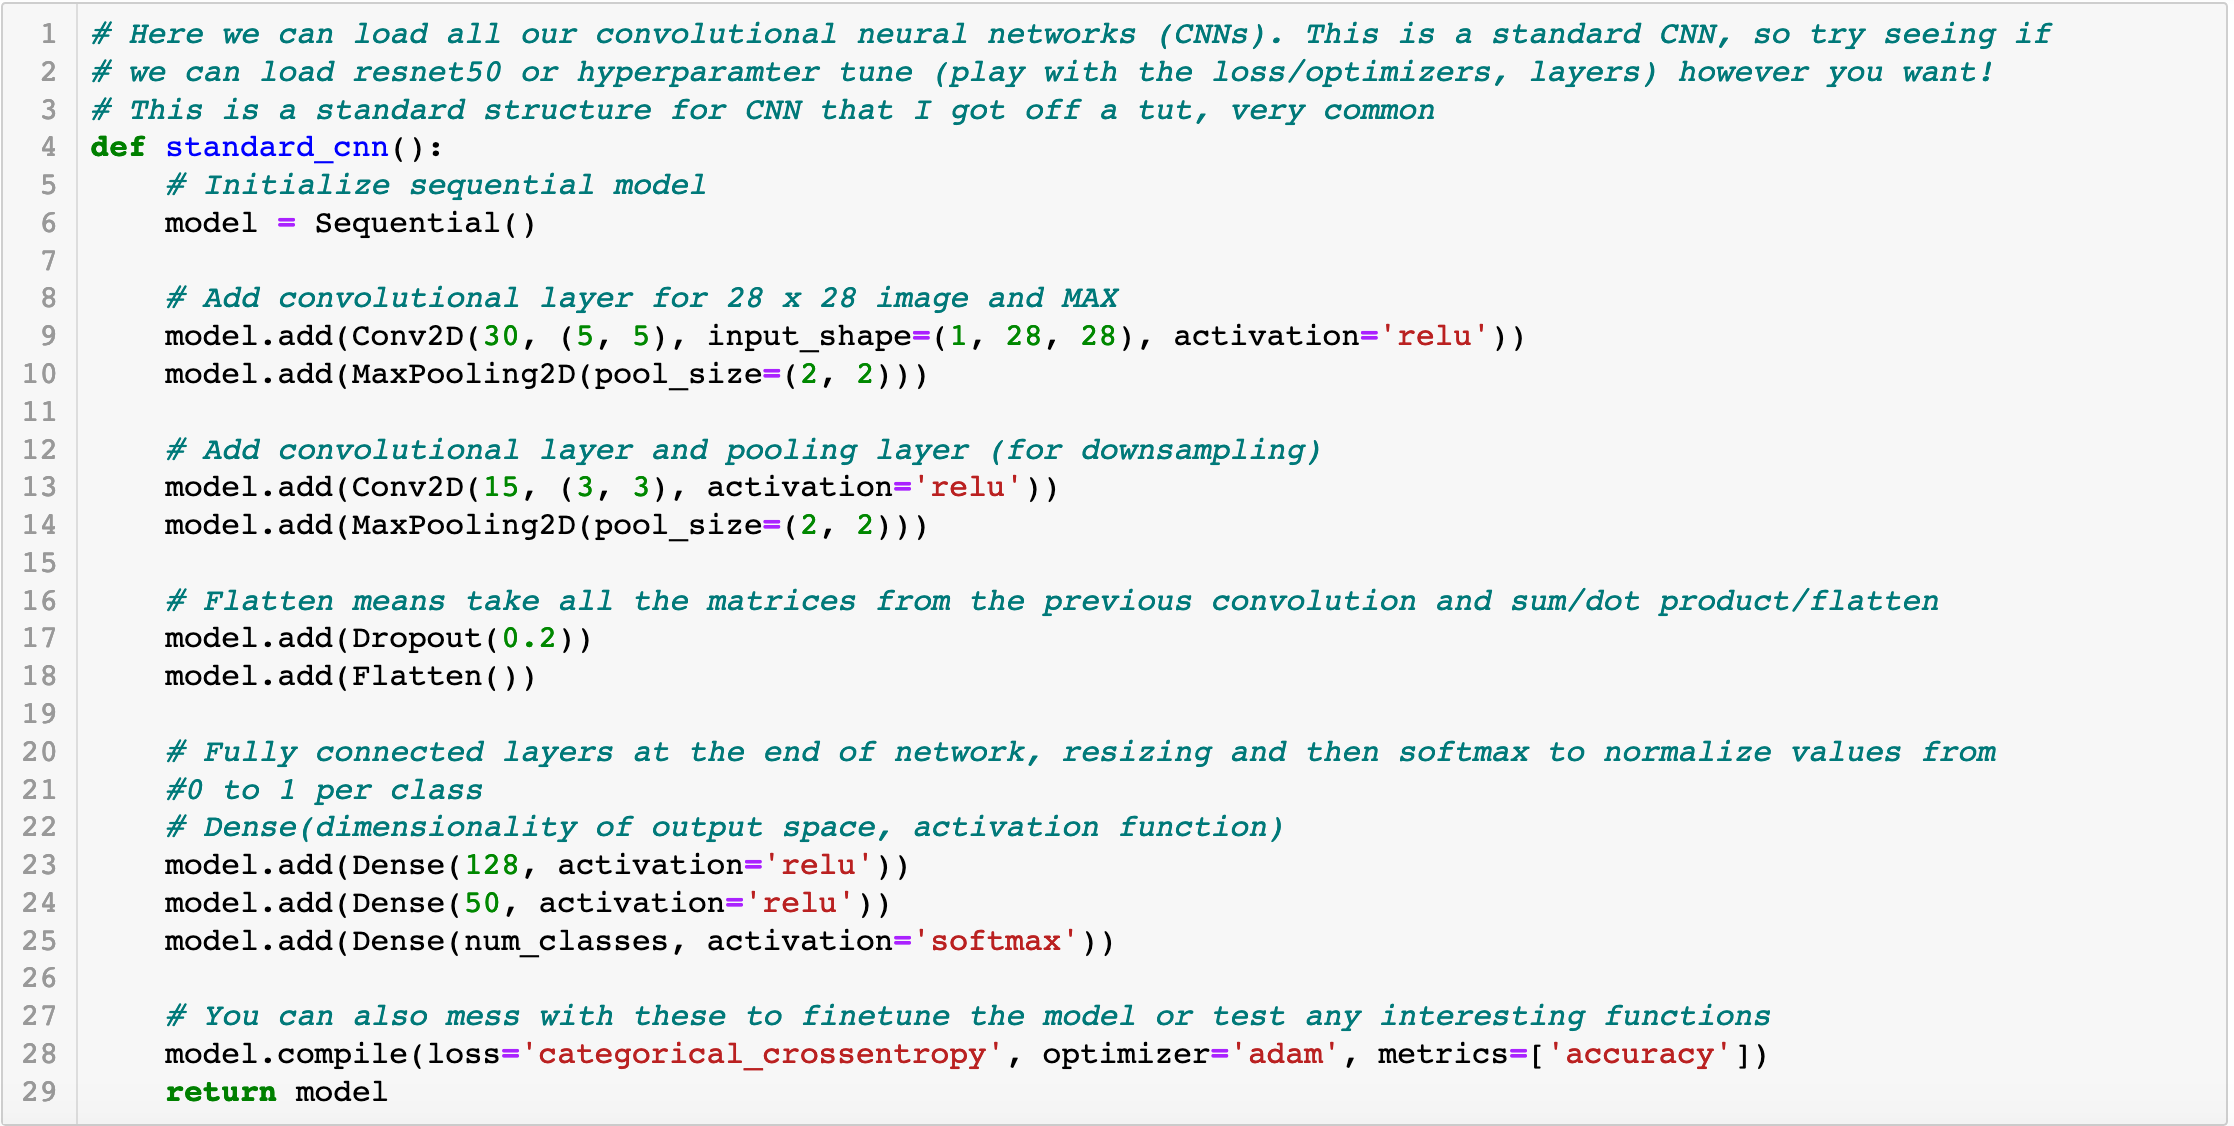 1 # Here we can load all our convolutional neural networks (CNNs). This is a standard CNN, so try seeing if
2 # we can load resnet50 or hyperparamter tune (play with the loss/optimizers, layers) however you want!
3 # This is a standard structure for CNN that I got off a tut, very common
4 def standard_cnn():
5     # Initialize sequential model
6     model = Sequential()
7
8     # Add convolutional layer for 28 x 28 image and MAX
9     model.add(Conv2D(30, (5, 5), input_shape=(1, 28, 28), activation='relu'))
10     model.add(MaxPooling2D(pool_size=(2, 2)))
11
12     # Add convolutional layer and pooling layer (for downsampling)
13     model.add(Conv2D(15, (3, 3), activation='relu'))
14     model.add(MaxPooling2D(pool_size=(2, 2)))
15
16     # Flatten means take all the matrices from the previous convolution and sum/dot product/flatten
17     model.add(Dropout(0.2))
18     model.add(Flatten())
19
20     # Fully connected layers at the end of network, resizing and then softmax to normalize values from
21     #0 to 1 per class
22     # Dense(dimensionality of output space, activation function)
23     model.add(Dense(128, activation='relu'))
24     model.add(Dense(50, activation='relu'))
25     model.add(Dense(num_classes, activation='softmax'))
26
27     # You can also mess with these to finetune the model or test any interesting functions
28     model.compile(loss='categorical_crossentropy', optimizer='adam', metrics=['accuracy'])
29     return model